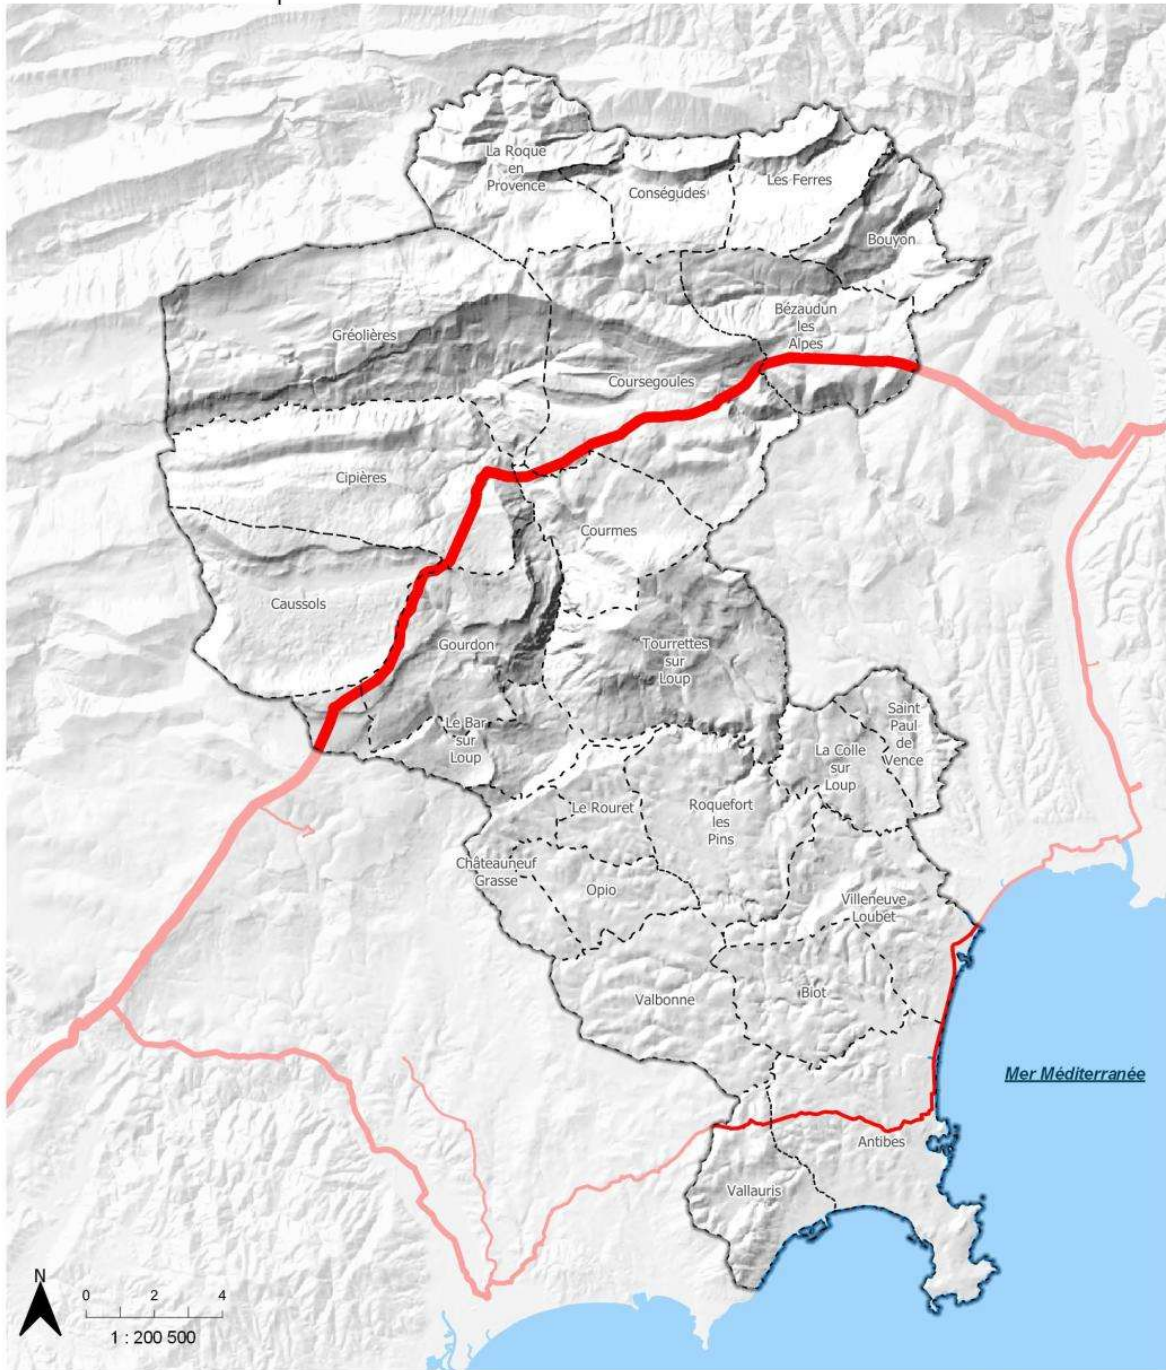 La Roque
en
Provence
Conségudes
Les Ferres
Bouyon
Bézaudun
les
Alpes
Gréolières
Coursegoules
Cipières
Courmes
Caussols
Gourdon
Tourrettes
sur
Loup
Le Bar
sur
Loup
Saint
Paul
de
Vence
La Colle
sur
Loup
Le Rouret
Roquefort
les
Pins
Châteauneuf
Grasse
Opio
Villeneuve
Loubet
Valbonne
Biot
Mer Méditerranée
Antibes
Vallauris
N
0 2 4
1 : 200 500